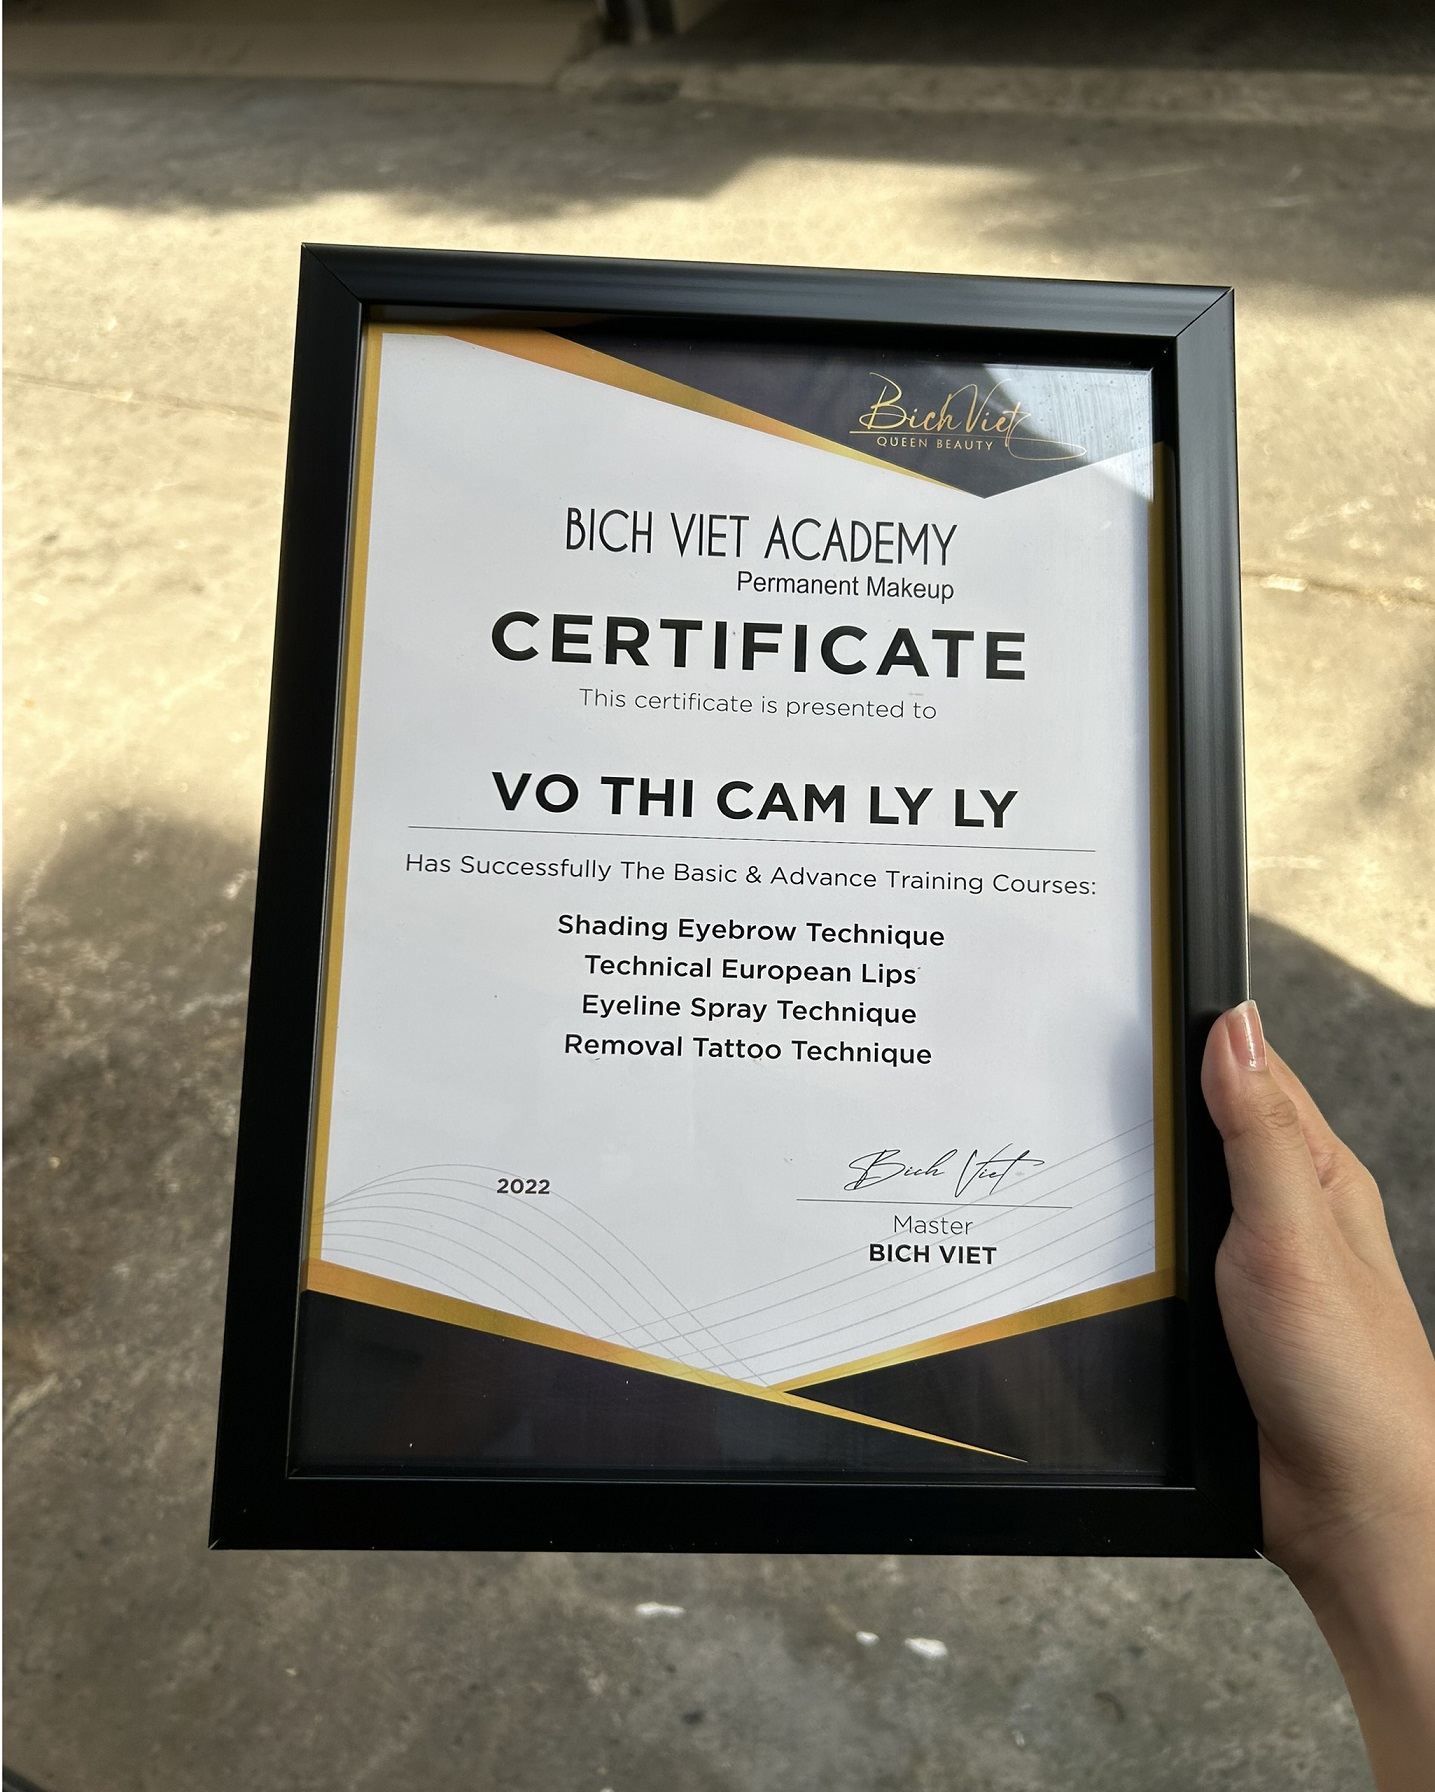 Bich Viet
QUEEN BEAUTY
BICH VIET ACADEMY
Permanent Makeup
CERTIFICATE
This certificate is presented to
VO THI CAM LY LY
Has Successfully The Basic & Advance Training Courses:
Shading Eyebrow Technique
Technical European Lips
Eyeline Spray Technique
Removal Tattoo Technique
2022
Bich Viet
Master
BICH VIET